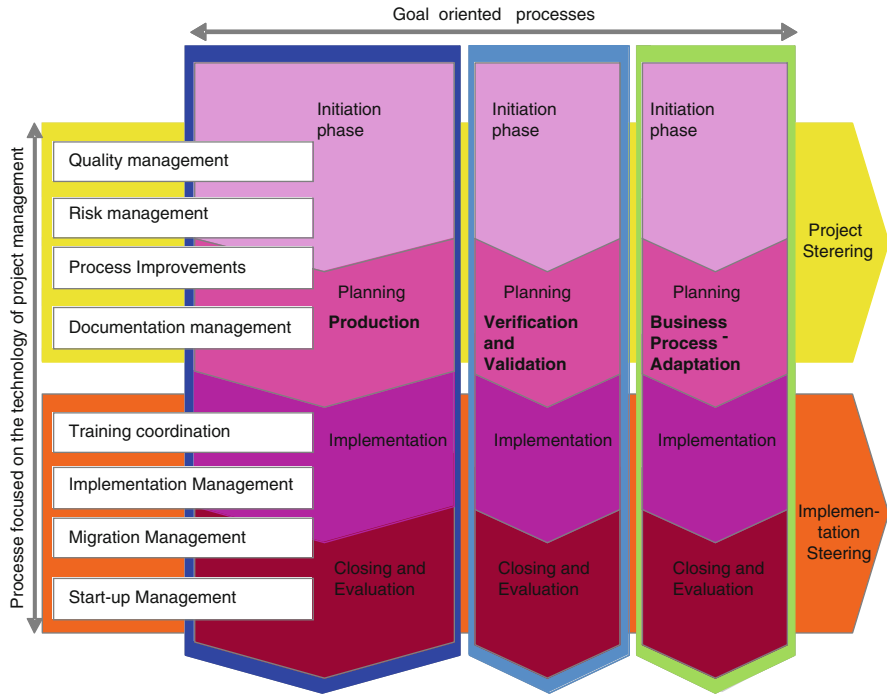 Goal oriented processes
Processe focused on the technology of project management
Initiation
phase
Initiation
phase
Initiation
phase
Quality management
Risk management
Process Improvements
Documentation management
Project
Sterering
Planning
Production
Planning
Verification
and
Validation
Planning
Business
Process -
Adaptation
Training coordination
Implementation Management
Migration Management
Start-up Management
Implementation
Implementation
Implementation
Implemen-
tation
Steering
Closing and
Evaluation
Closing and
Evaluation
Closing and
Evaluation